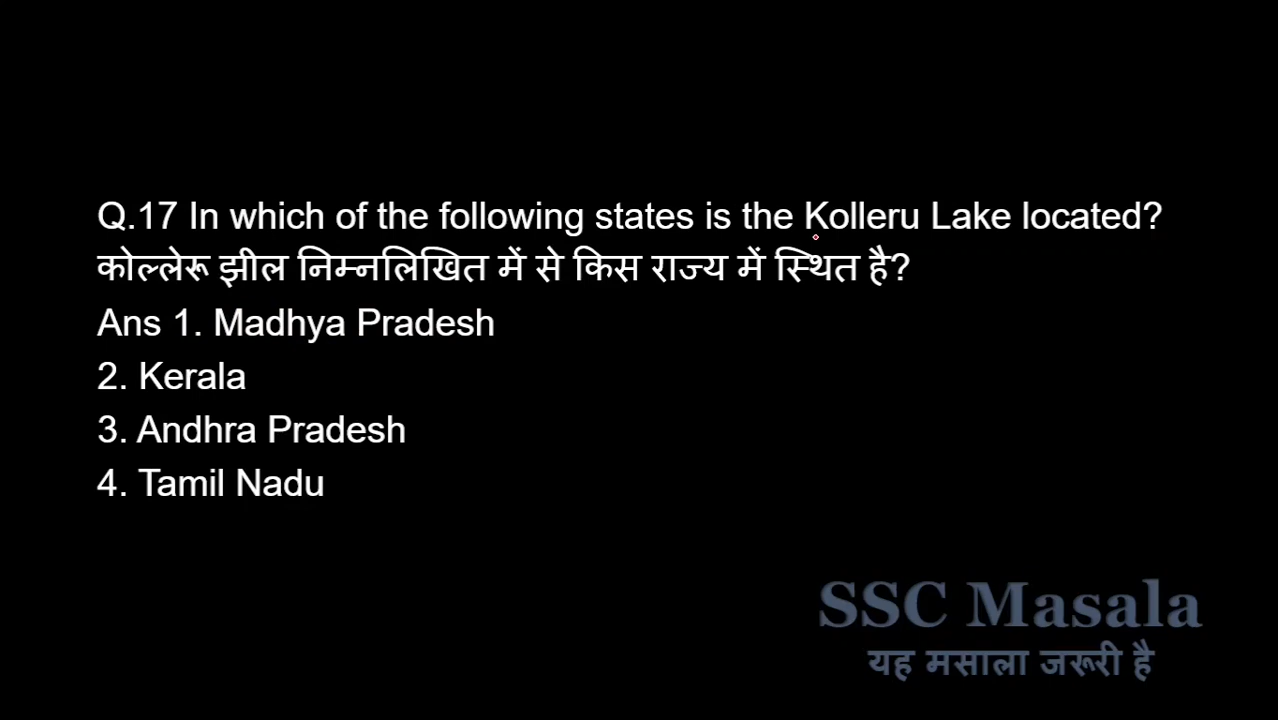 Q.17 In which of the following states is the Kolleru Lake located?
कोल्लेरू झील निम्नलिखित में से किस राज्य में स्थित है?
Ans 1. Madhya Pradesh
2. Kerala
3. Andhra Pradesh
4. Tamil Nadu
SSC Masala
यह मसाला जरूरी है